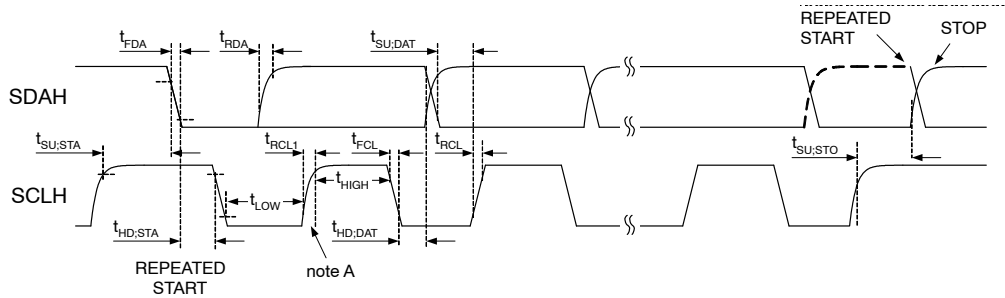 REPEATED
START
STOP
tFDA
tRDA
tSU;DAT
SDAH
tSU;STA
tRCL1
tFCL
tRCL
tSU;STO
SCLH
tLOW
tHIGH
tHD;STA
tHD;DAT
REPEATED
START
note A